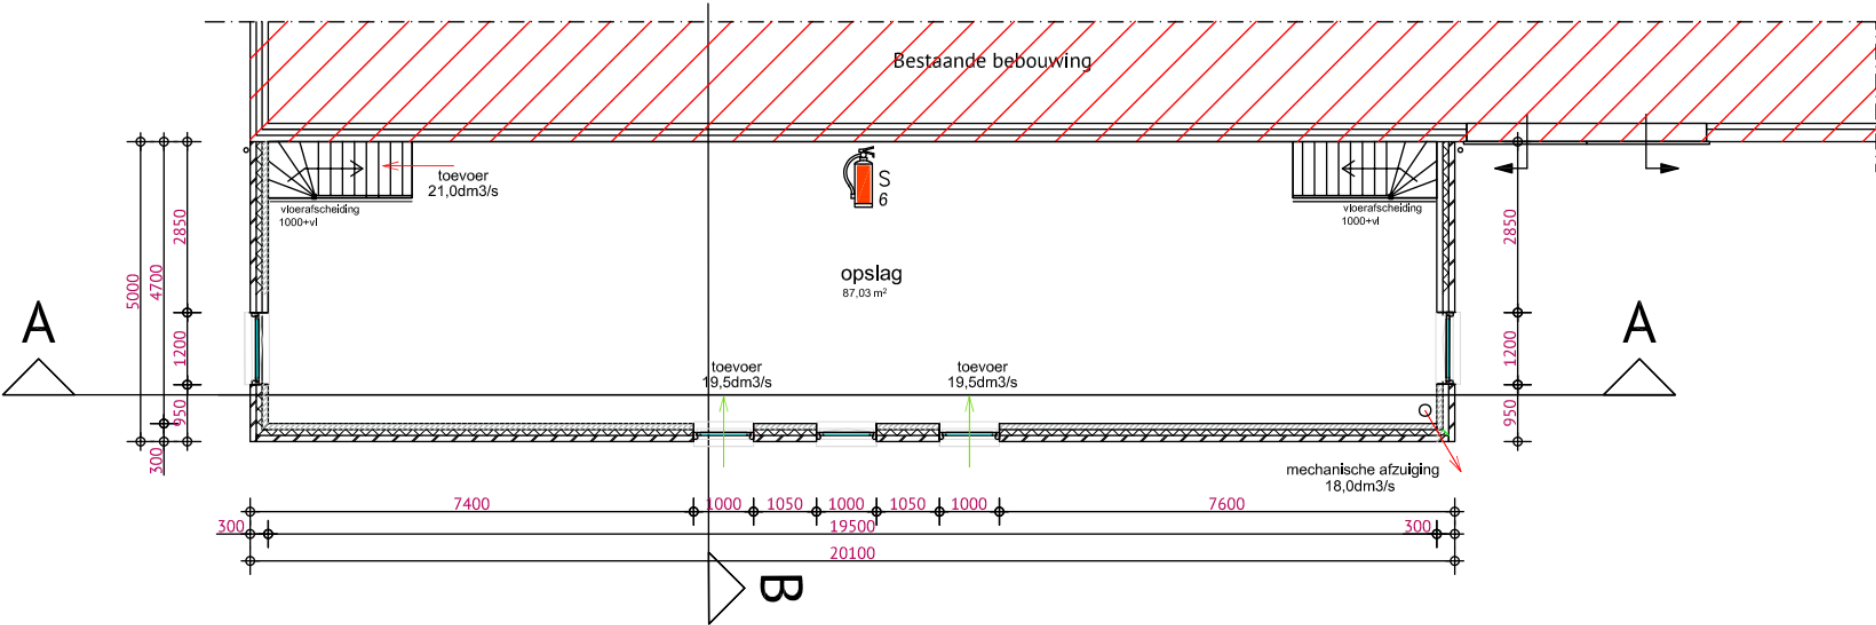 Bestaande bebouwing
toevoer
21,0dm3/s
S
6
vloerafscheiding
1000+vl
vloerafscheiding
1000+vl
2850
2850
5000
4700
opslag
87,03 m²
A
A
1200
1200
toevoer
19,5dm3/s
toevoer
19,5dm3/s
950
950
300
mechanische afzuiging
18,0dm3/s
7400
1000
1050
1000
1050
1000
7600
300
19500
300
20100
B